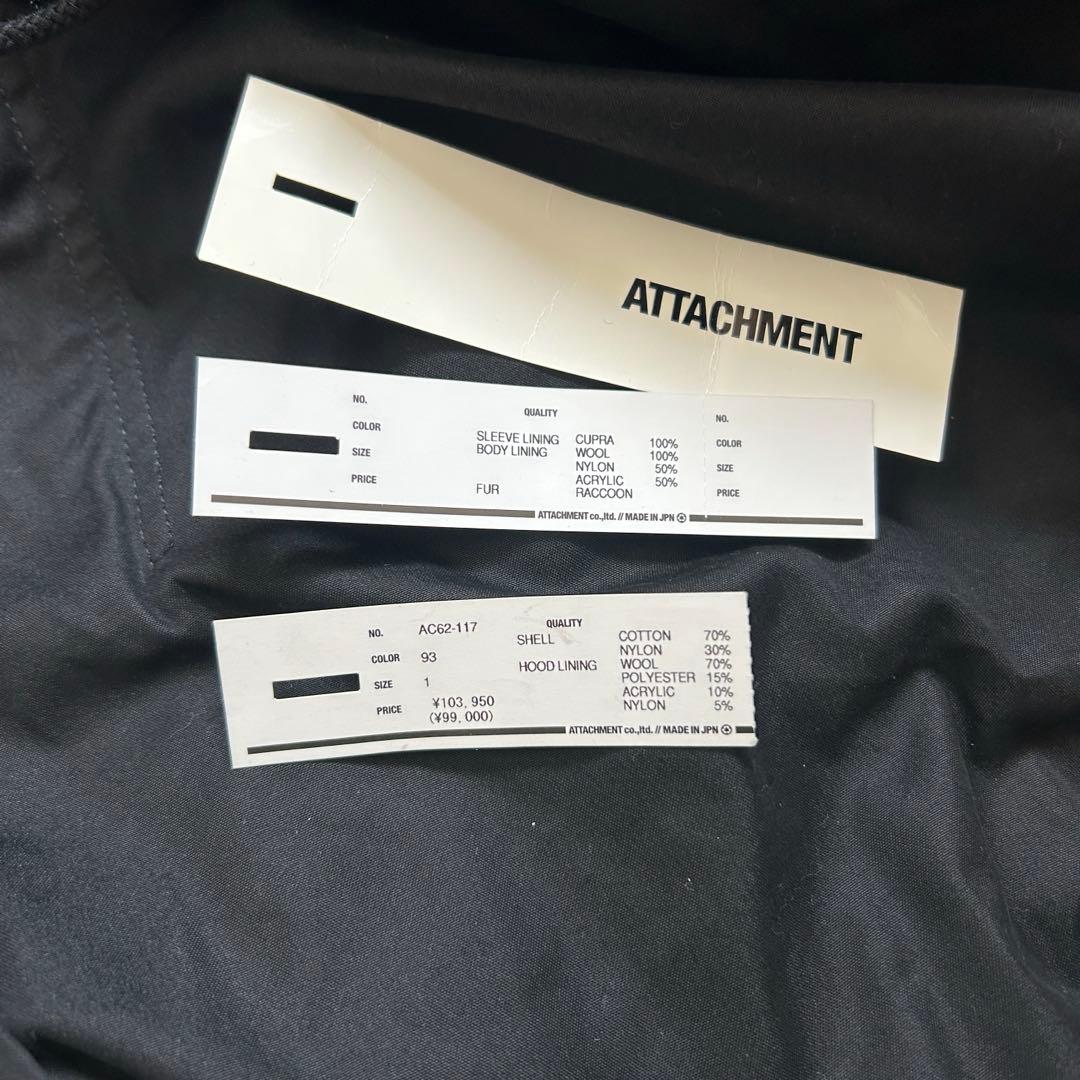 ATTACHMENT
NO.
COLOR
SIZE
PRICE
QUALITY
SLEEVE LINING CUPRA 100%
BODY LINING WOOL 100%
NYLON 50%
ACRYLIC 50%
FUR RACCOON
NO.
COLOR
SIZE
PRICE
ATTACHMENT co.,ltd. // MADE IN JPN
NO. AC62-117
COLOR 93
SIZE 1
PRICE ¥103,950
(¥99,000)
QUALITY
SHELL COTTON 70%
NYLON 30%
HOOD LINING WOOL 70%
POLYESTER 15%
ACRYLIC 10%
NYLON 5%
ATTACHMENT co.,ltd. // MADE IN JPN